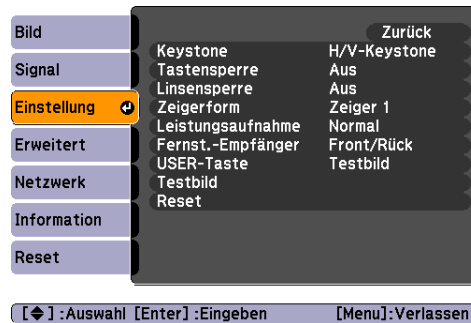 Bild
Signal
Einstellung
Erweitert
Netzwerk
Information
Reset
Zurück
Keystone H/V-Keystone
Tastensperre Aus
Linsensperre Aus
Zeigerform Zeiger 1
Leistungsaufnahme Normal
Fernst.-Empfänger Front/Rück
USER-Taste Testbild
Testbild
Reset
[◆] :Auswahl [Enter] :Eingeben [Menu]:Verlassen